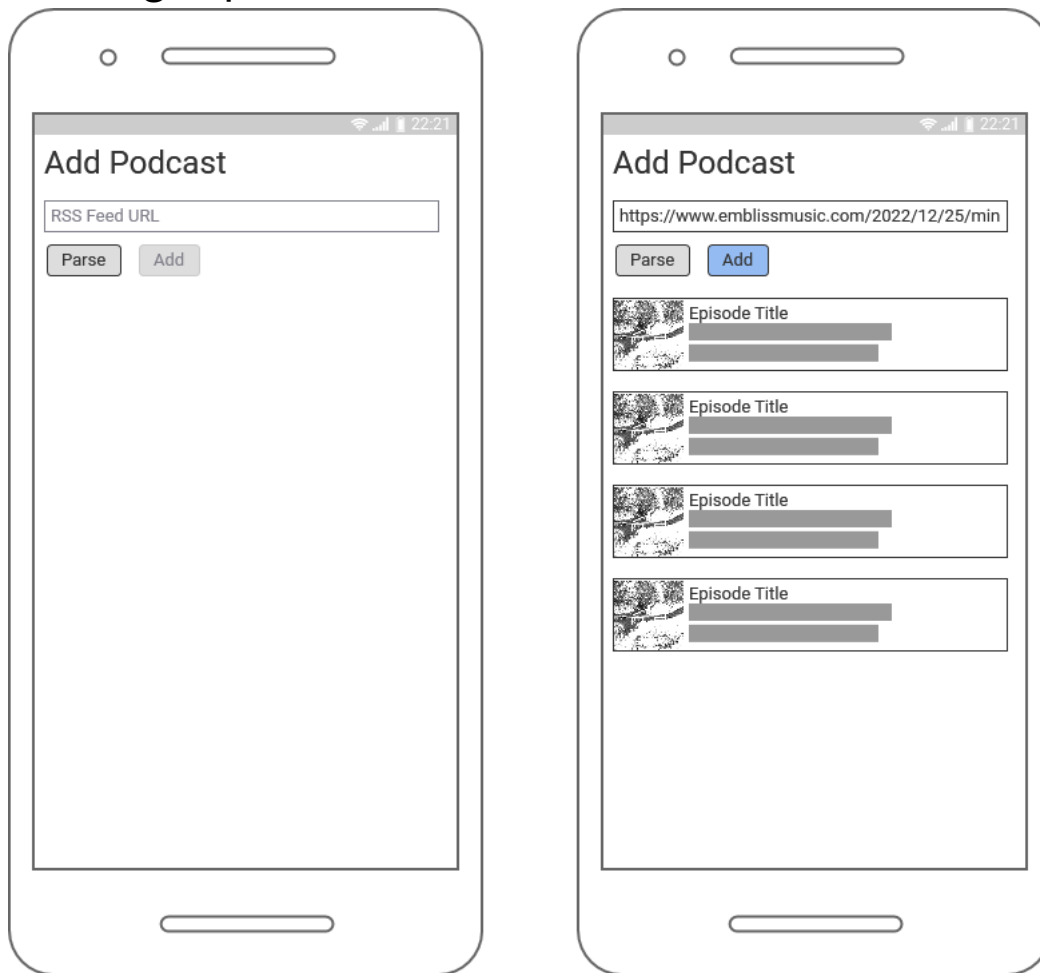 22:21
Add Podcast
RSS Feed URL
Parse Add
22:21
Add Podcast
https://www.emblissmusic.com/2022/12/25/min
Parse Add
Episode Title
Episode Title
Episode Title
Episode Title